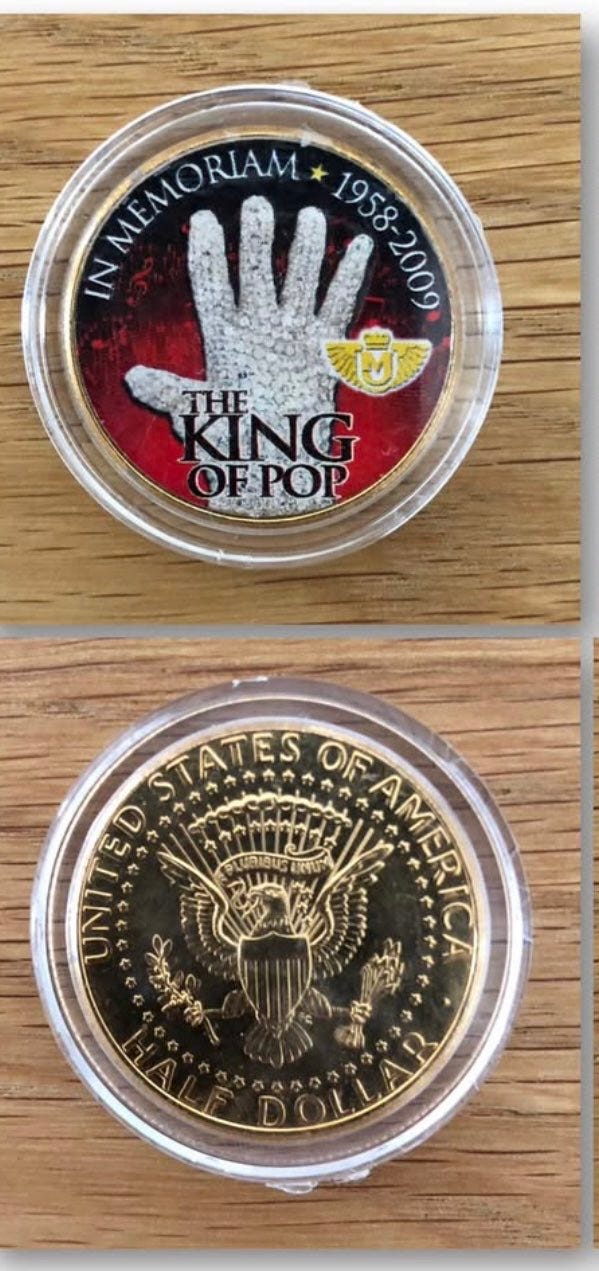 IN MEMORIAM ★ 1958-2009
M
THE
KING
OF POP
UNITED STATES OF AMERICA
PLURIBUS UNUM
HALF DOLLAR